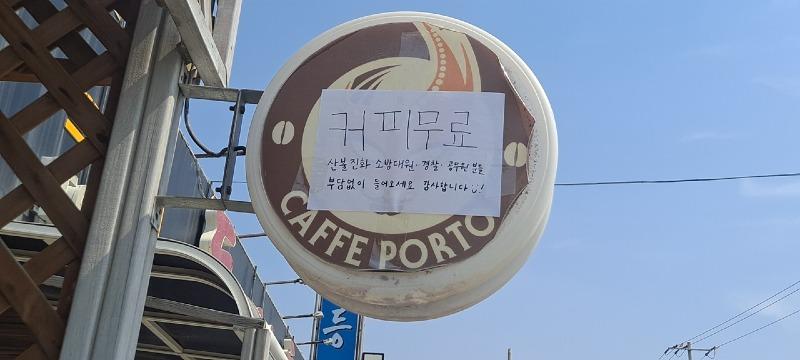 커피무료
산불진화 소방대원·경찰·공무원 분들
부담없이 들어오세요 감사합니다 :)!
CAFFE PORTO
등